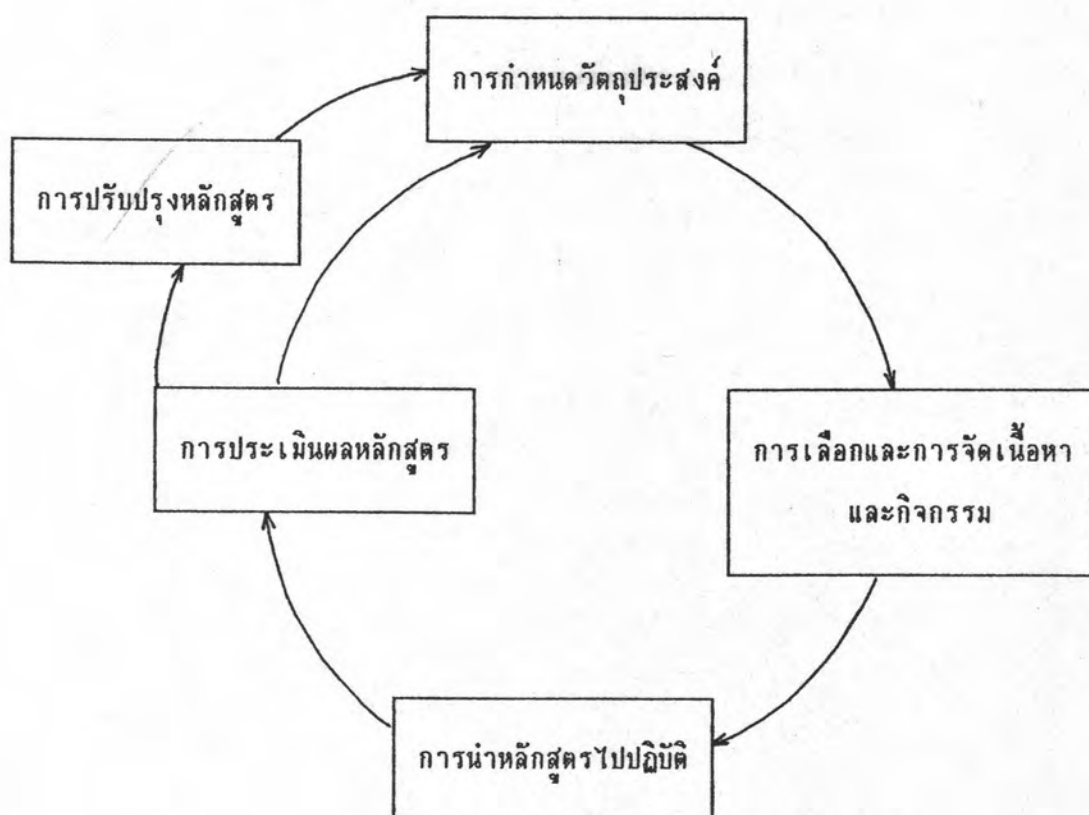 การกำหนดวัตถุประสงค์
การปรับปรุงหลักสูตร
การประเมินผลหลักสูตร
การเลือกและการจัดเนื้อหา
และกิจกรรม
การนำหลักสูตรไปปฏิบัติ